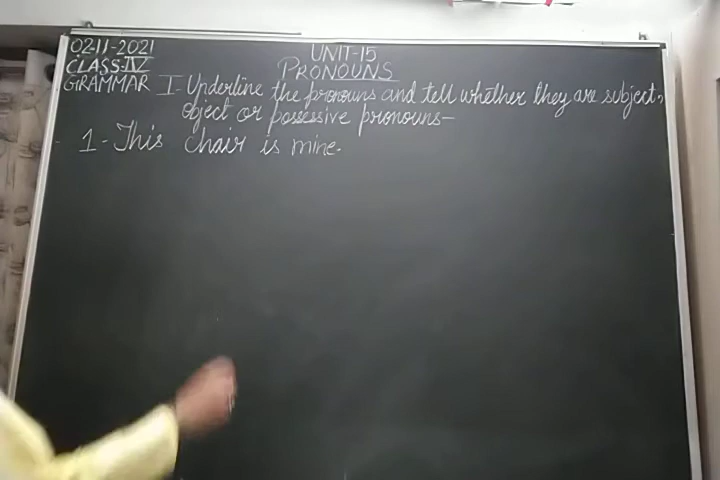 02-11-2021
UNIT-15
CLASS-IV
PRONOUNS
GRAMMAR I- Underline the pronouns and tell whether they are subject,
object or possessive pronouns-
1- This chair is mine.